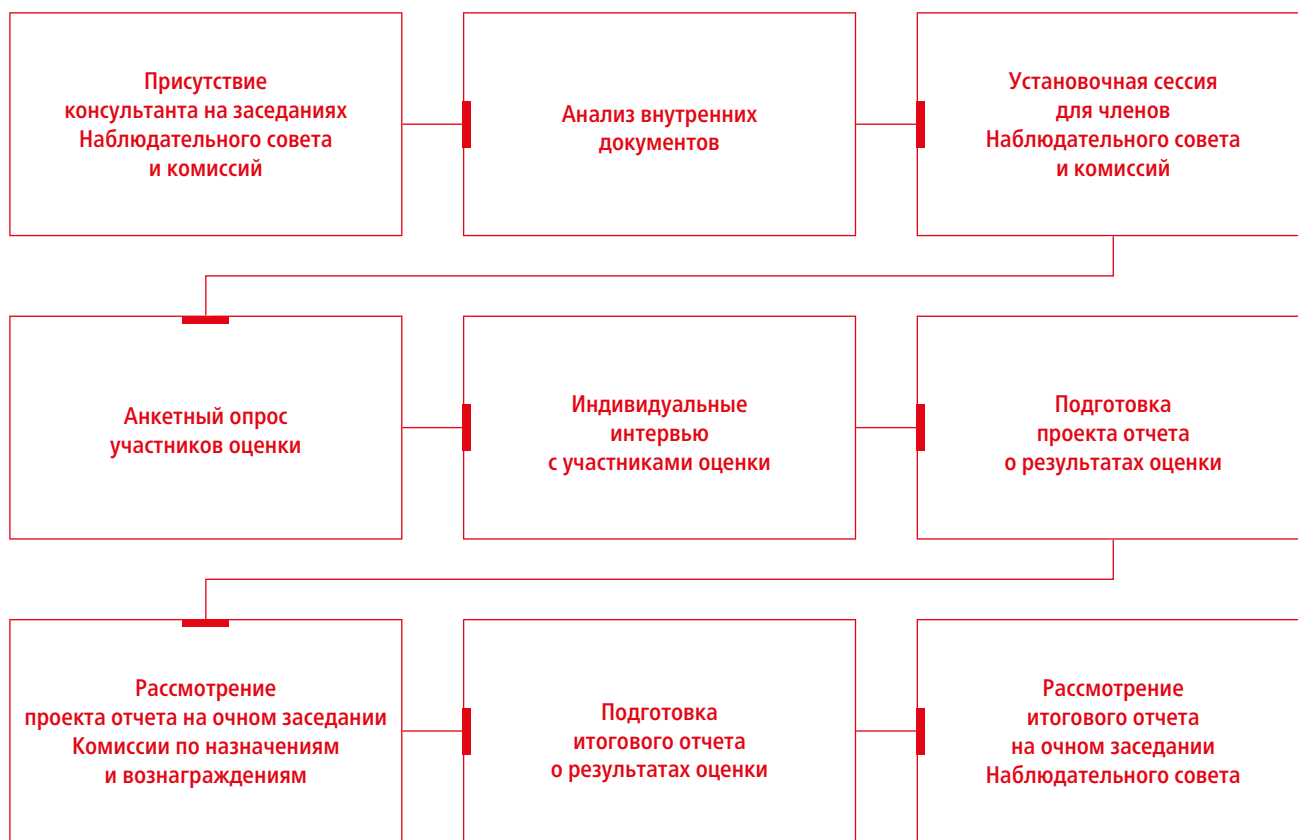 Присутствие
консультанта на заседаниях
Наблюдательного совета
и комиссий
Анализ внутренних
документов
Установочная сессия
для членов
Наблюдательного совета
и комиссий
Анкетный опрос
участников оценки
Индивидуальные
интервью
с участниками оценки
Подготовка
проекта отчета
о результатах оценки
Рассмотрение
проекта отчета на очном заседании
Комиссии по назначениям
и вознаграждениям
Подготовка
итогового отчета
о результатах оценки
Рассмотрение
итогового отчета
на очном заседании
Наблюдательного совета